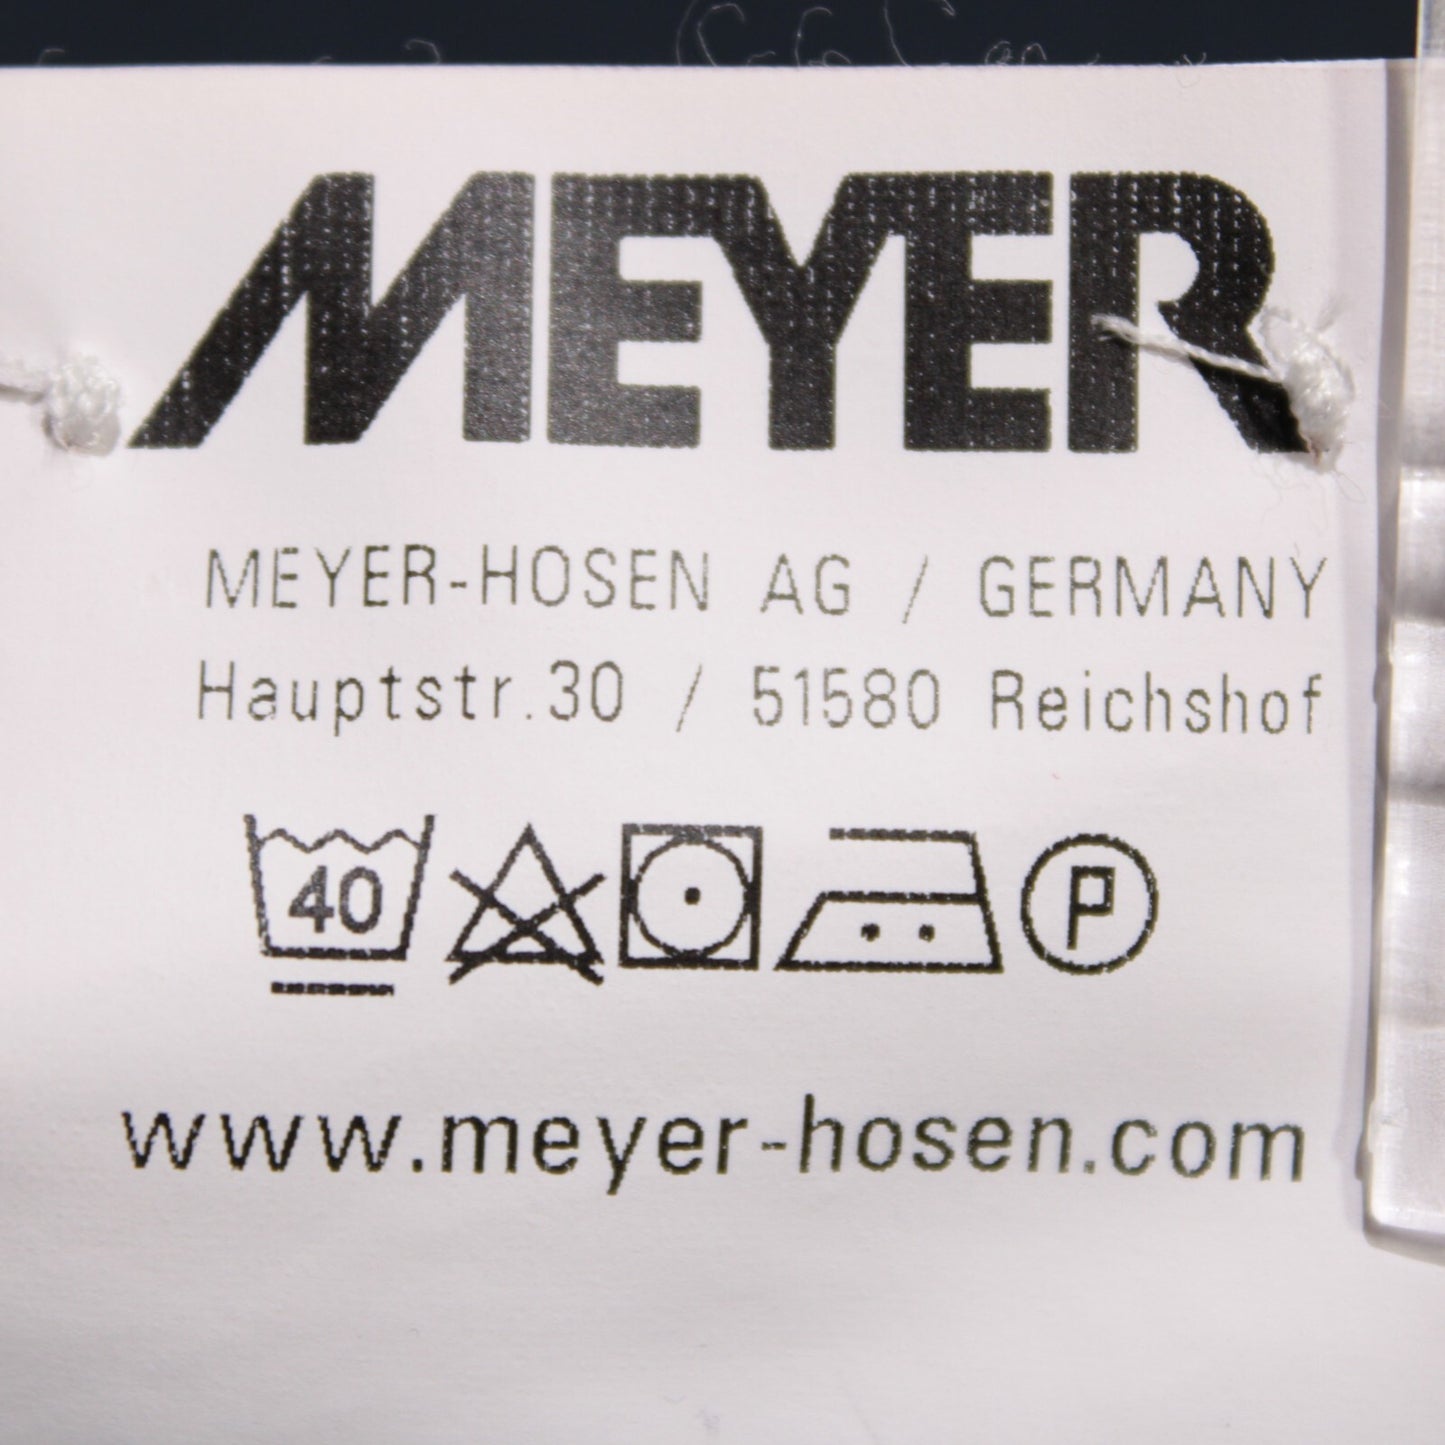 MEYER
MEYER-HOSEN AG / GERMANY
Hauptstr.30 / 51580 Reichshof
40 P
www.meyer-hosen.com